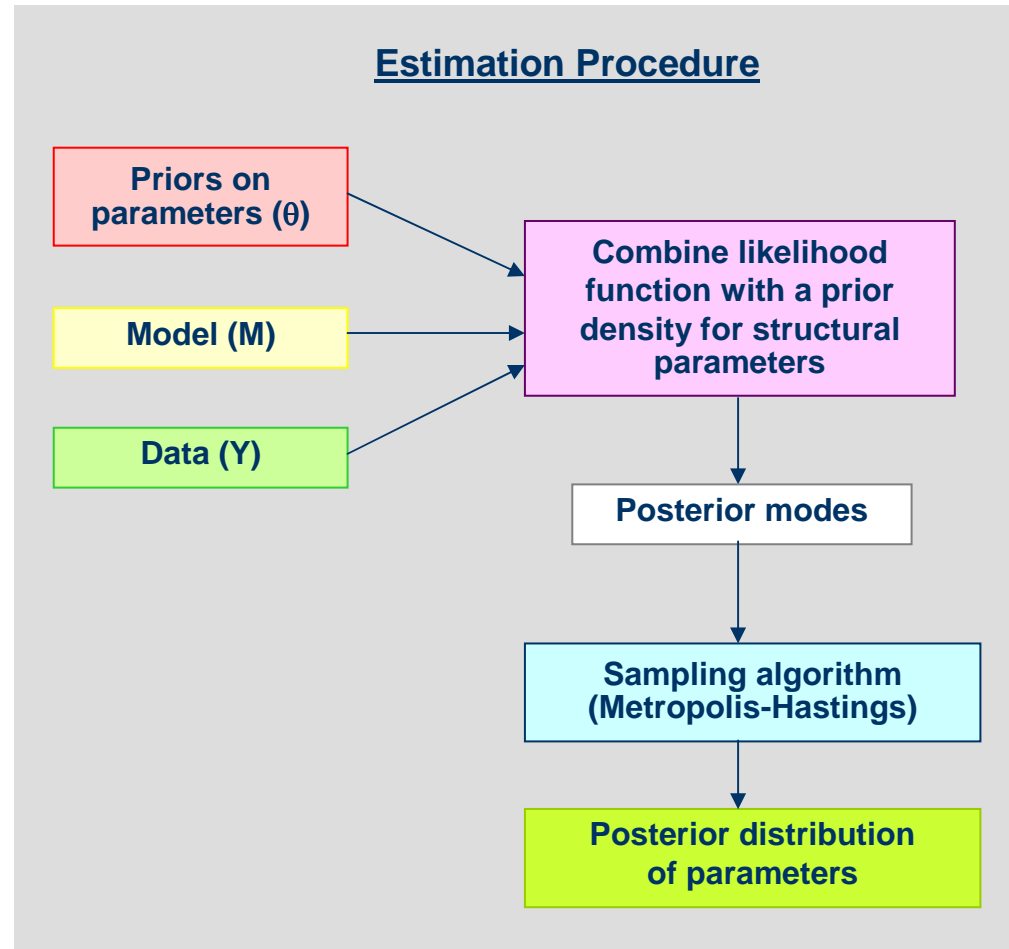 Estimation Procedure
Priors on
parameters (θ)
Model (M)
Data (Y)
Combine likelihood
function with a prior
density for structural
parameters
Posterior modes
Sampling algorithm
(Metropolis-Hastings)
Posterior distribution
of parameters